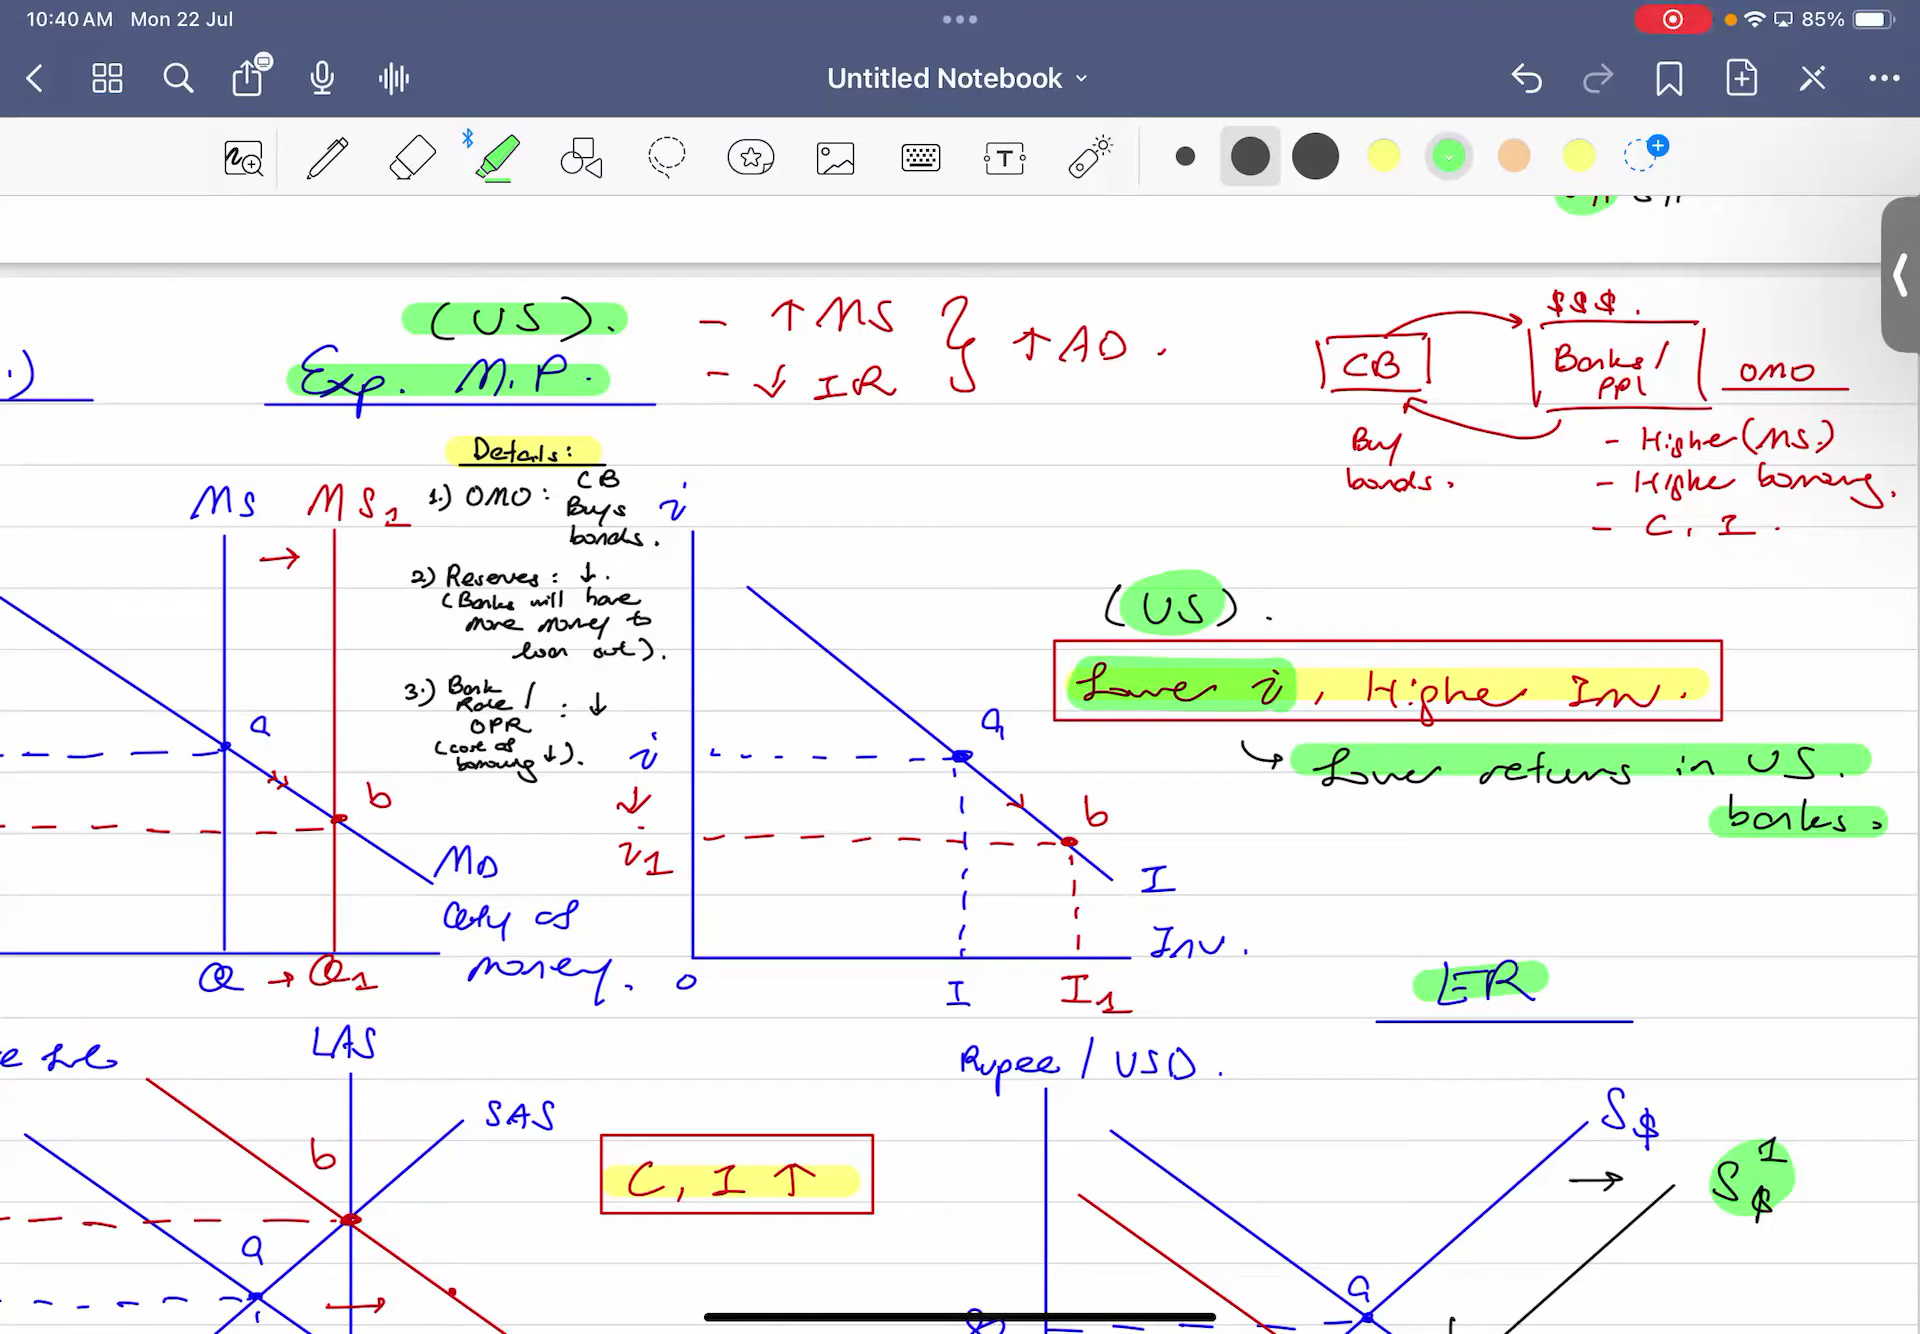 10:40 AM Mon 22 Jul
85%
Untitled Notebook
(US).
Exp. M.P.
- ↑ MS
- ↓ IR
↑ AD.
$$$.
CB
Banks/
PPl
OMO
Buy
bonds.
- Higher (MS.)
- Higher borrowing.
- C, I.
Details:
1.) OMO: CB
Buys
bonds.
2) Reserves: ↓.
(Banks will have
more money to
loan out).
3.) Bank
Rate/
OPR : ↓
(cost of
borrowing ↓).
MS → MS1
a
b
MD
Qty of
money.
Q → Q1
i
i
↓
i1
a
b
I
Inv.
0
I
I1
(US).
Lower i, Higher Inv.
↳ Lower returns in US.
banks.
ER
LAS
SAS
b
a
C, I ↑
Rupee / USD.
S$
→
S$1
a